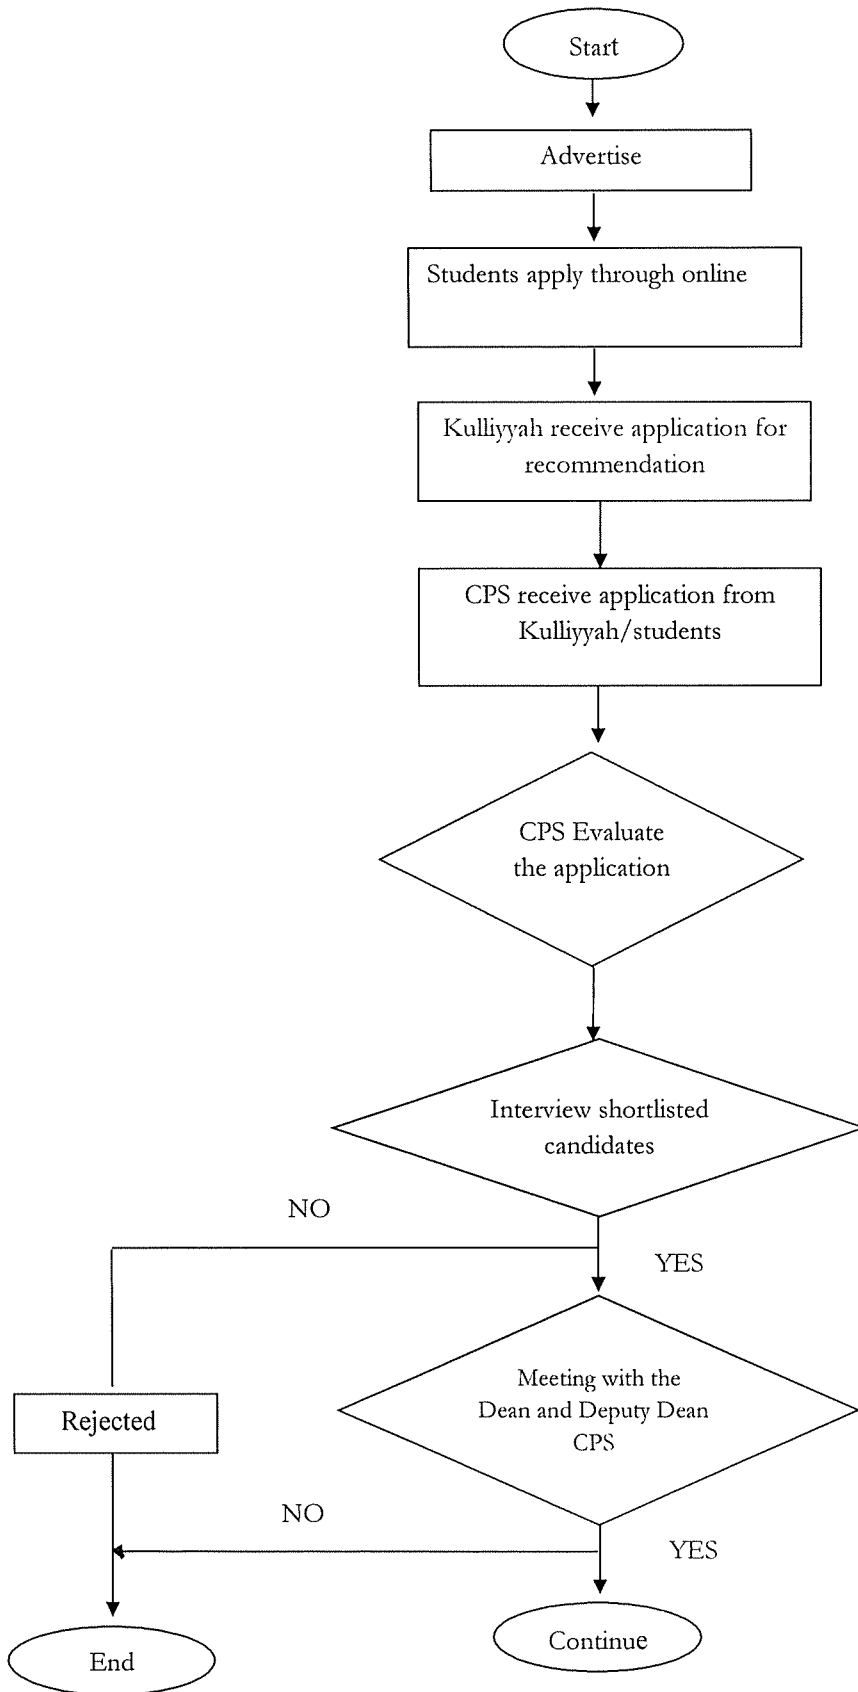 Start
Advertise
Students apply through online
Kulliyyah receive application for
recommendation
CPS receive application from
Kulliyyah/students
CPS Evaluate
the application
Interview shortlisted
candidates
NO
YES
Meeting with the
Dean and Deputy Dean
CPS
Rejected
NO
YES
Continue
End